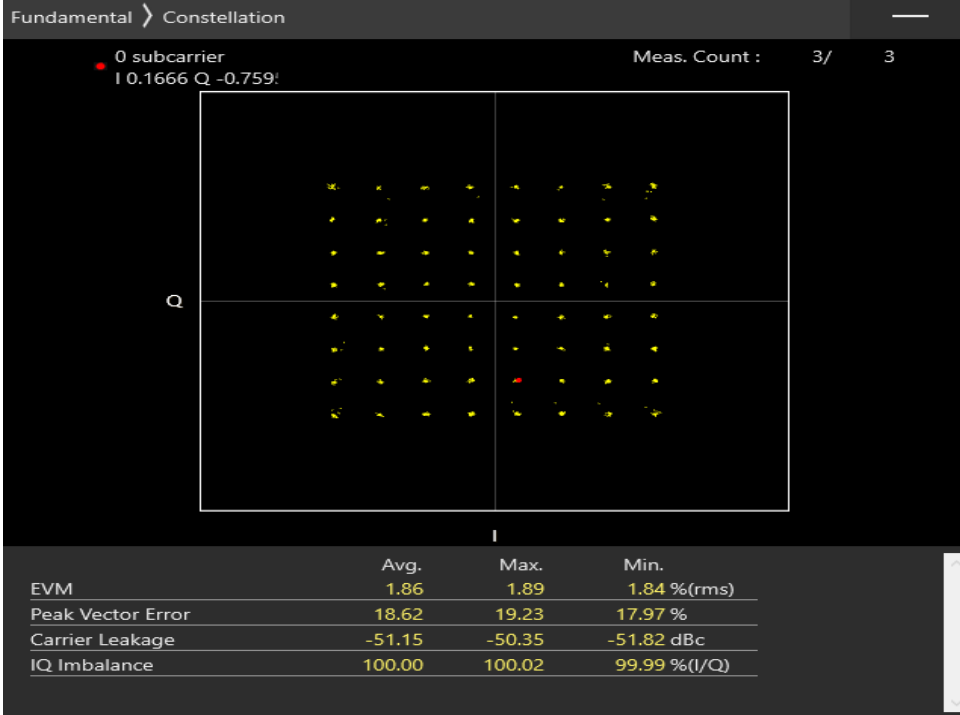 Fundamental 〉 Constellation
0 subcarrier
I 0.1666 Q -0.759
Meas. Count : 3/ 3
Q
I
Avg. Max. Min.
EVM 1.86 1.89 1.84 %(rms)
Peak Vector Error 18.62 19.23 17.97 %
Carrier Leakage -51.15 -50.35 -51.82 dBc
IQ Imbalance 100.00 100.02 99.99 %(I/Q)